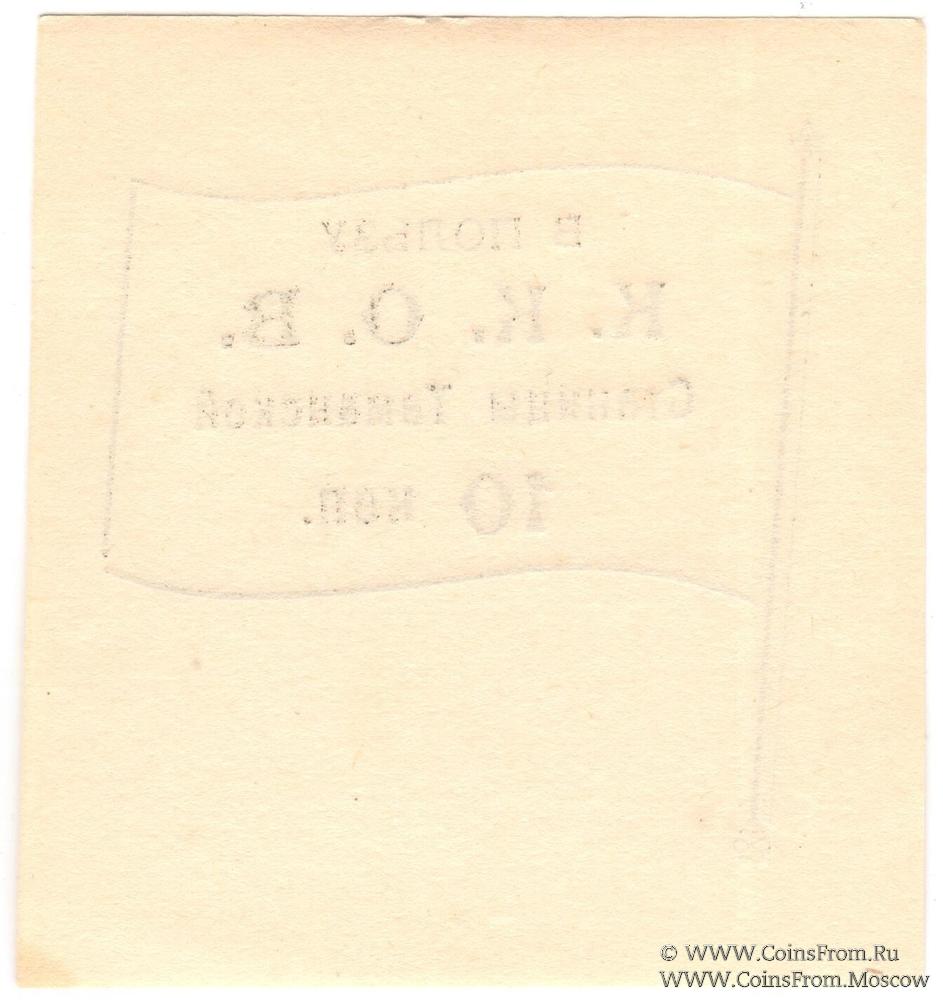 В ПОЛЬЗУ
К. К. О. В.
Станицы Таманской
10 коп.
© WWW.CoinsFrom.Ru
WWW.CoinsFrom.Moscow